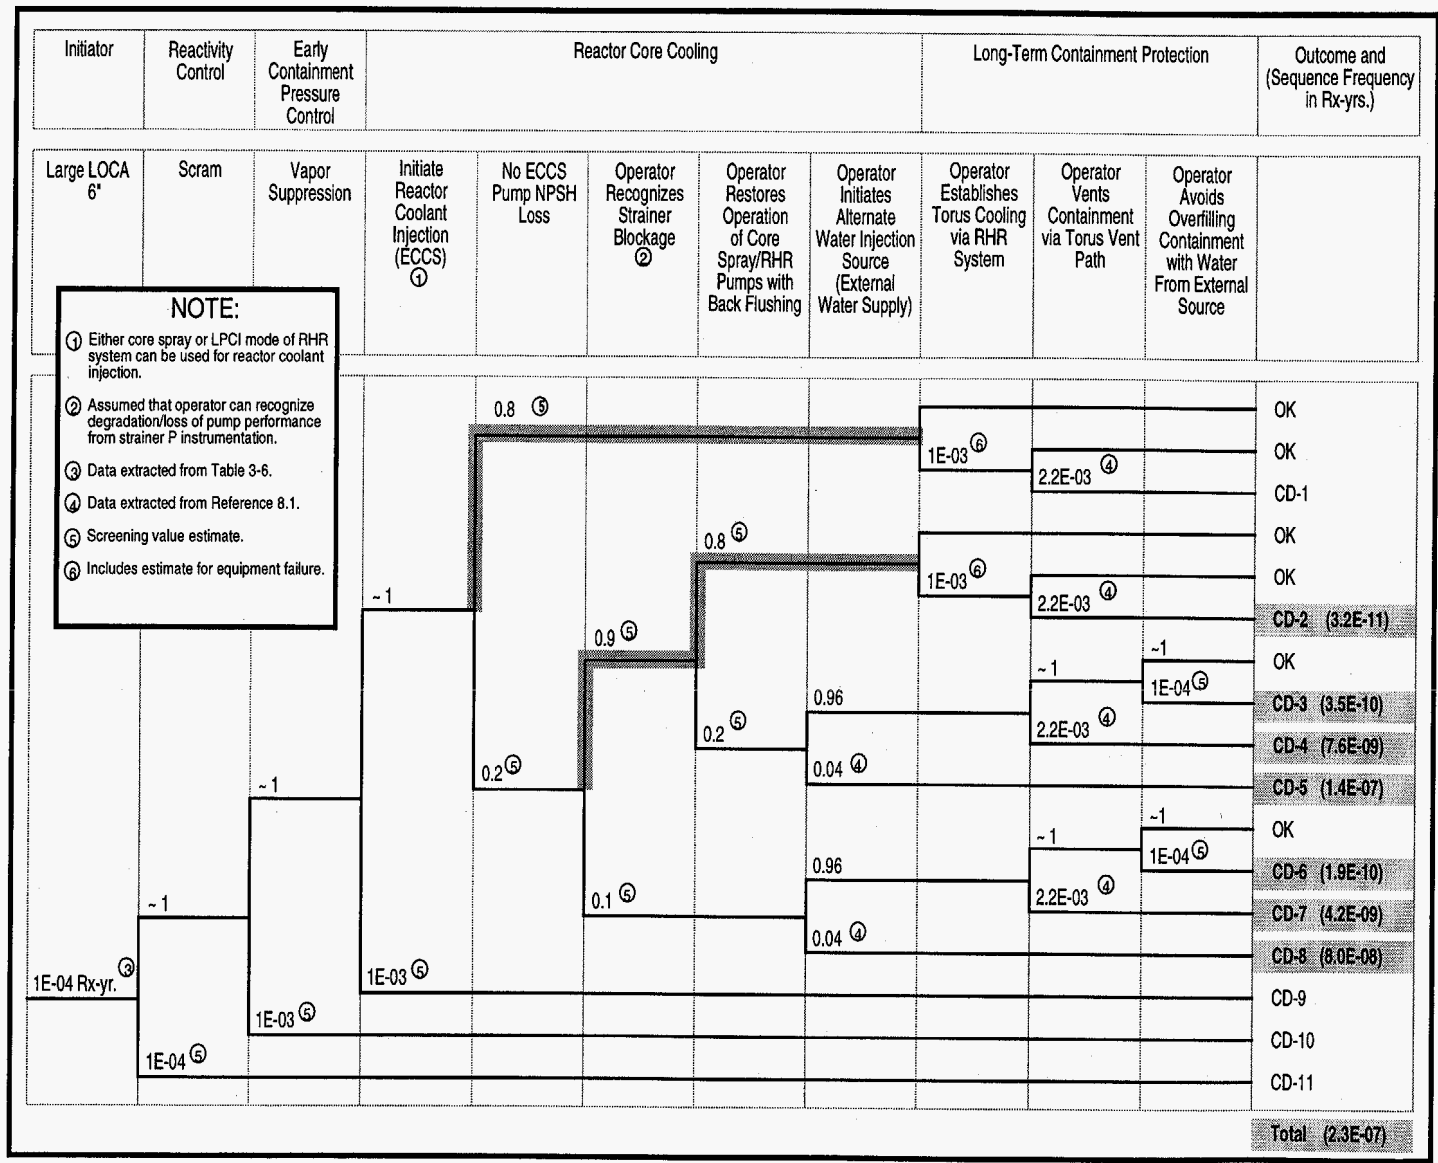 Initiator
Reactivity
Control
Early
Containment
Pressure
Control
Reactor Core Cooling
Long-Term Containment Protection
Outcome and
(Sequence Frequency
in Rx-yrs.)
Large LOCA
6"
Scram
Vapor
Suppression
Initiate
Reactor
Coolant
Injection
(ECCS)
①
No ECCS
Pump NPSH
Loss
Operator
Recognizes
Strainer
Blockage
②
Operator
Restores
Operation
of Core
Spray/RHR
Pumps with
Back Flushing
Operator
Initiates
Alternate
Water Injection
Source
(External
Water Supply)
Operator
Establishes
Torus Cooling
via RHR
System
Operator
Vents
Containment
via Torus Vent
Path
Operator
Avoids
Overfilling
Containment
with Water
From External
Source
NOTE:
① Either core spray or LPCI mode of RHR
system can be used for reactor coolant
injection.
② Assumed that operator can recognize
degradation/loss of pump performance
from strainer P instrumentation.
③ Data extracted from Table 3-6.
④ Data extracted from Reference 8.1.
⑤ Screening value estimate.
⑥ Includes estimate for equipment failure.
0.8 ⑤
OK
1E-03 ⑥
2.2E-03 ④
OK
CD-1
0.8 ⑤
OK
1E-03 ⑥
OK
~ 1
2.2E-03 ④
CD-2 (3.2E-11)
0.9 ⑤
~1
OK
~ 1
1E-04 ⑤
0.96
CD-3 (3.5E-10)
0.2 ⑤
2.2E-03 ④
CD-4 (7.6E-09)
0.2 ⑤
0.04 ④
CD-5 (1.4E-07)
~ 1
~1
OK
~ 1
1E-04 ⑤
0.96
CD-6 (1.9E-10)
~ 1
0.1 ⑤
2.2E-03 ④
CD-7 (4.2E-09)
0.04 ④
CD-8 (8.0E-08)
1E-04 Rx-yr. ③
1E-03 ⑤
CD-9
1E-03 ⑤
CD-10
1E-04 ⑤
CD-11
Total (2.3E-07)